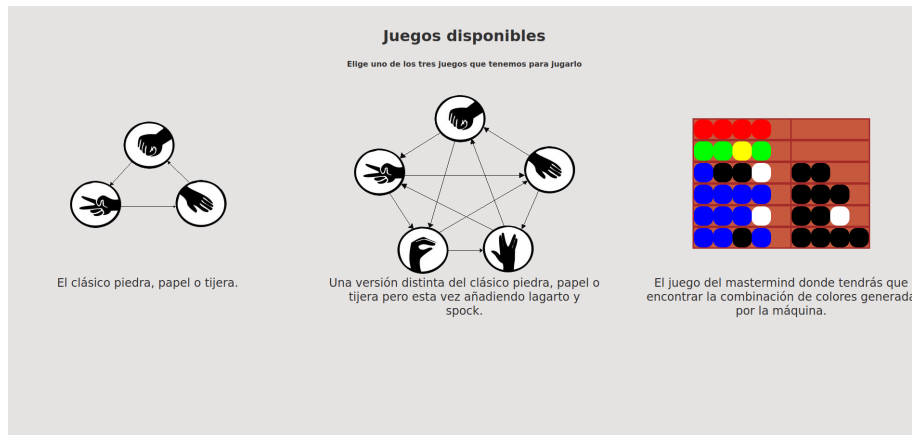 Juegos disponibles
Elige uno de los tres juegos que tenemos para jugarlo
El clásico piedra, papel o tijera.
Una versión distinta del clásico piedra, papel o
tijera pero esta vez añadiendo lagarto y
spock.
El juego del mastermind donde tendrás que
encontrar la combinación de colores generada
por la máquina.